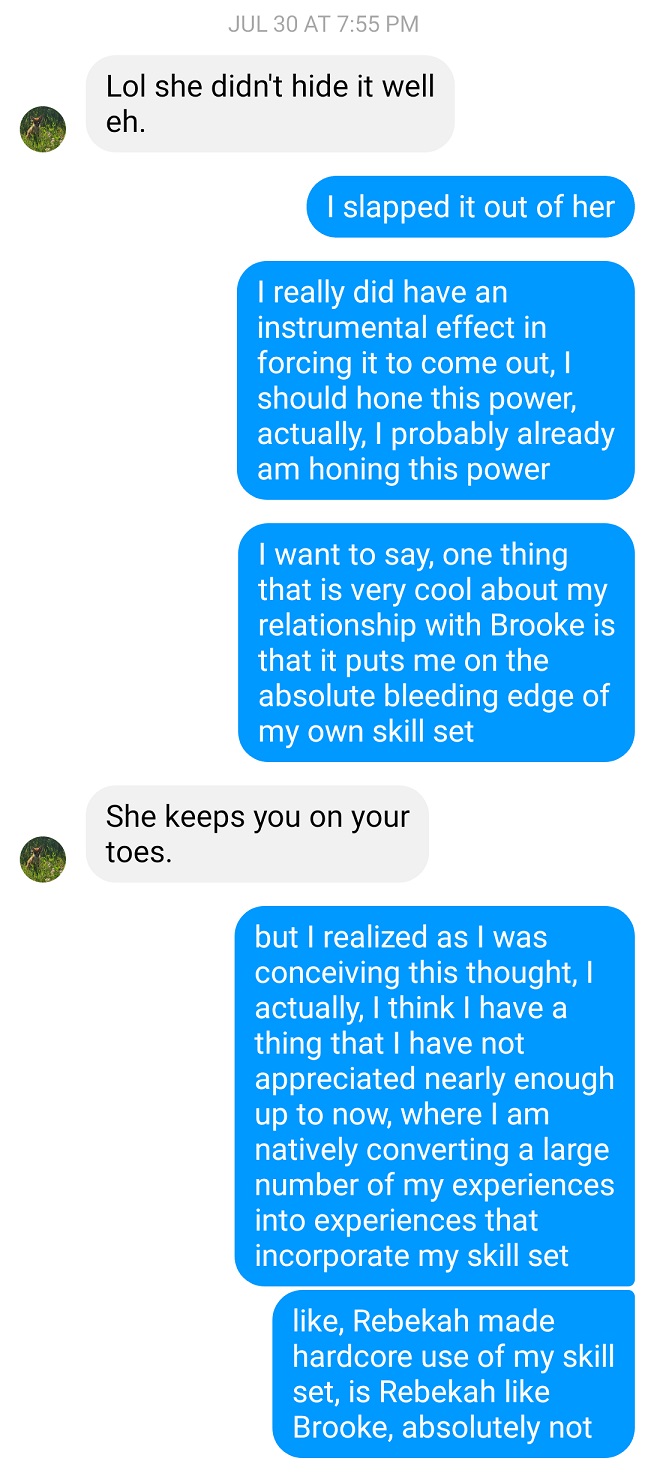 JUL 30 AT 7:55 PM
Lol she didn't hide it well
eh.
I slapped it out of her
I really did have an
instrumental effect in
forcing it to come out, I
should hone this power,
actually, I probably already
am honing this power
I want to say, one thing
that is very cool about my
relationship with Brooke is
that it puts me on the
absolute bleeding edge of
my own skill set
She keeps you on your
toes.
but I realized as I was
conceiving this thought, I
actually, I think I have a
thing that I have not
appreciated nearly enough
up to now, where I am
natively converting a large
number of my experiences
into experiences that
incorporate my skill set
like, Rebekah made
hardcore use of my skill
set, is Rebekah like
Brooke, absolutely not